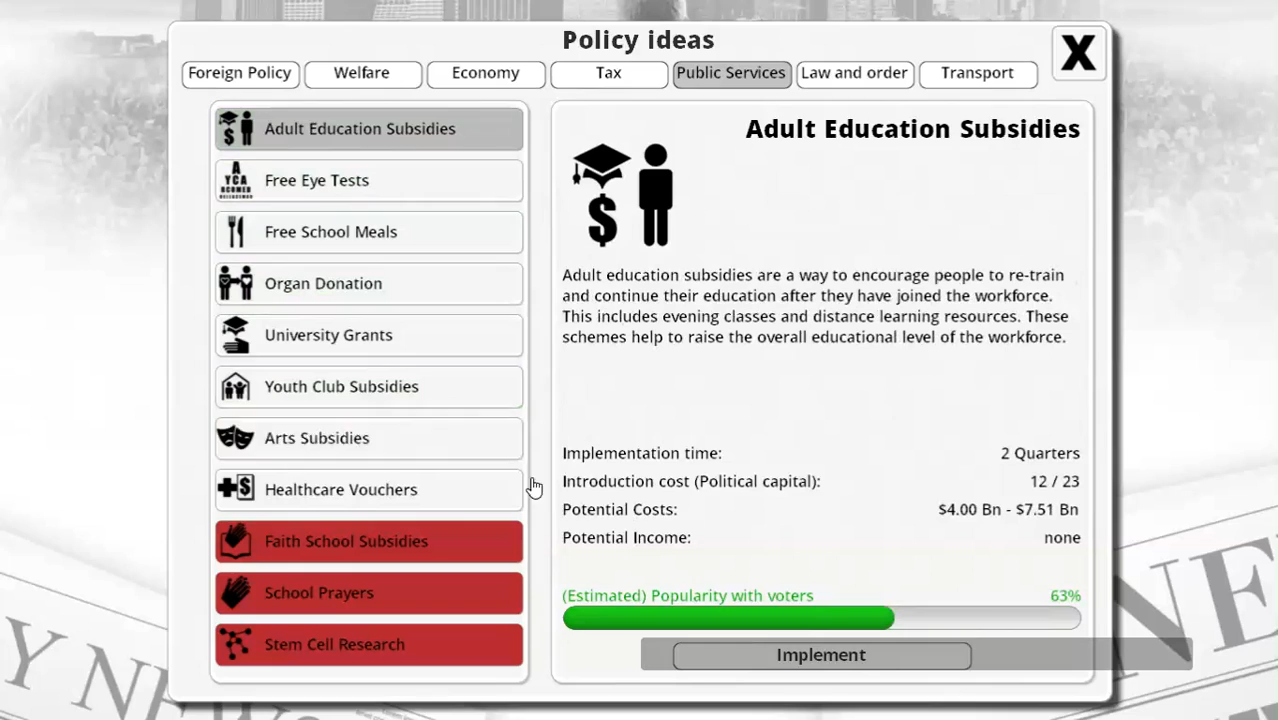 Policy ideas
X
Foreign Policy
Welfare
Economy
Tax
Public Services
Law and order
Transport
Adult Education Subsidies
Free Eye Tests
Free School Meals
Organ Donation
University Grants
Youth Club Subsidies
Arts Subsidies
Healthcare Vouchers
Faith School Subsidies
School Prayers
Stem Cell Research
Adult Education Subsidies
Adult education subsidies are a way to encourage people to re-train
and continue their education after they have joined the workforce.
This includes evening classes and distance learning resources. These
schemes help to raise the overall educational level of the workforce.
Implementation time: 2 Quarters
Introduction cost (Political capital): 12 / 23
Potential Costs: $4.00 Bn - $7.51 Bn
Potential Income: none
(Estimated) Popularity with voters 63%
Implement